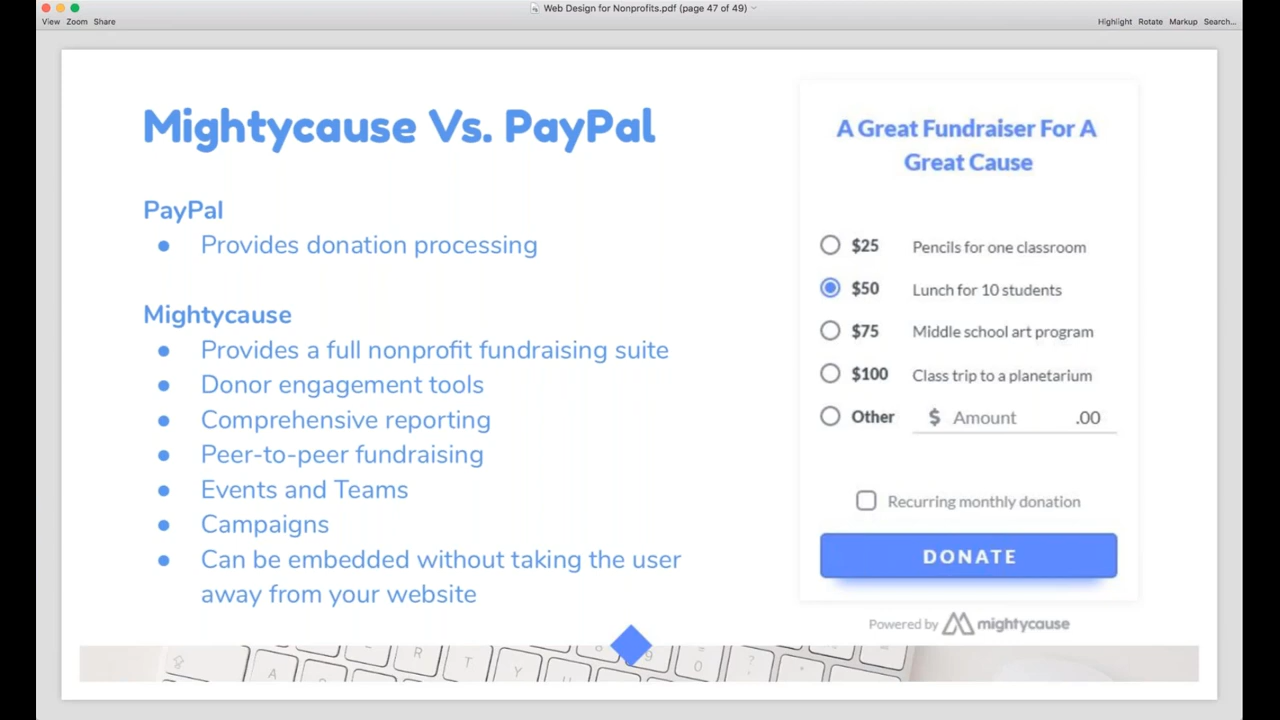 Web Design for Nonprofits.pdf (page 47 of 49)
View Zoom Share
Highlight Rotate Markup Search...
Mightycause Vs. PayPal
PayPal
● Provides donation processing
Mightycause
● Provides a full nonprofit fundraising suite
● Donor engagement tools
● Comprehensive reporting
● Peer-to-peer fundraising
● Events and Teams
● Campaigns
● Can be embedded without taking the user
away from your website
A Great Fundraiser For A
Great Cause
$25 Pencils for one classroom
$50 Lunch for 10 students
$75 Middle school art program
$100 Class trip to a planetarium
Other $ Amount .00
Recurring monthly donation
DONATE
Powered by mightycause
R T Y 9 0 ?
A